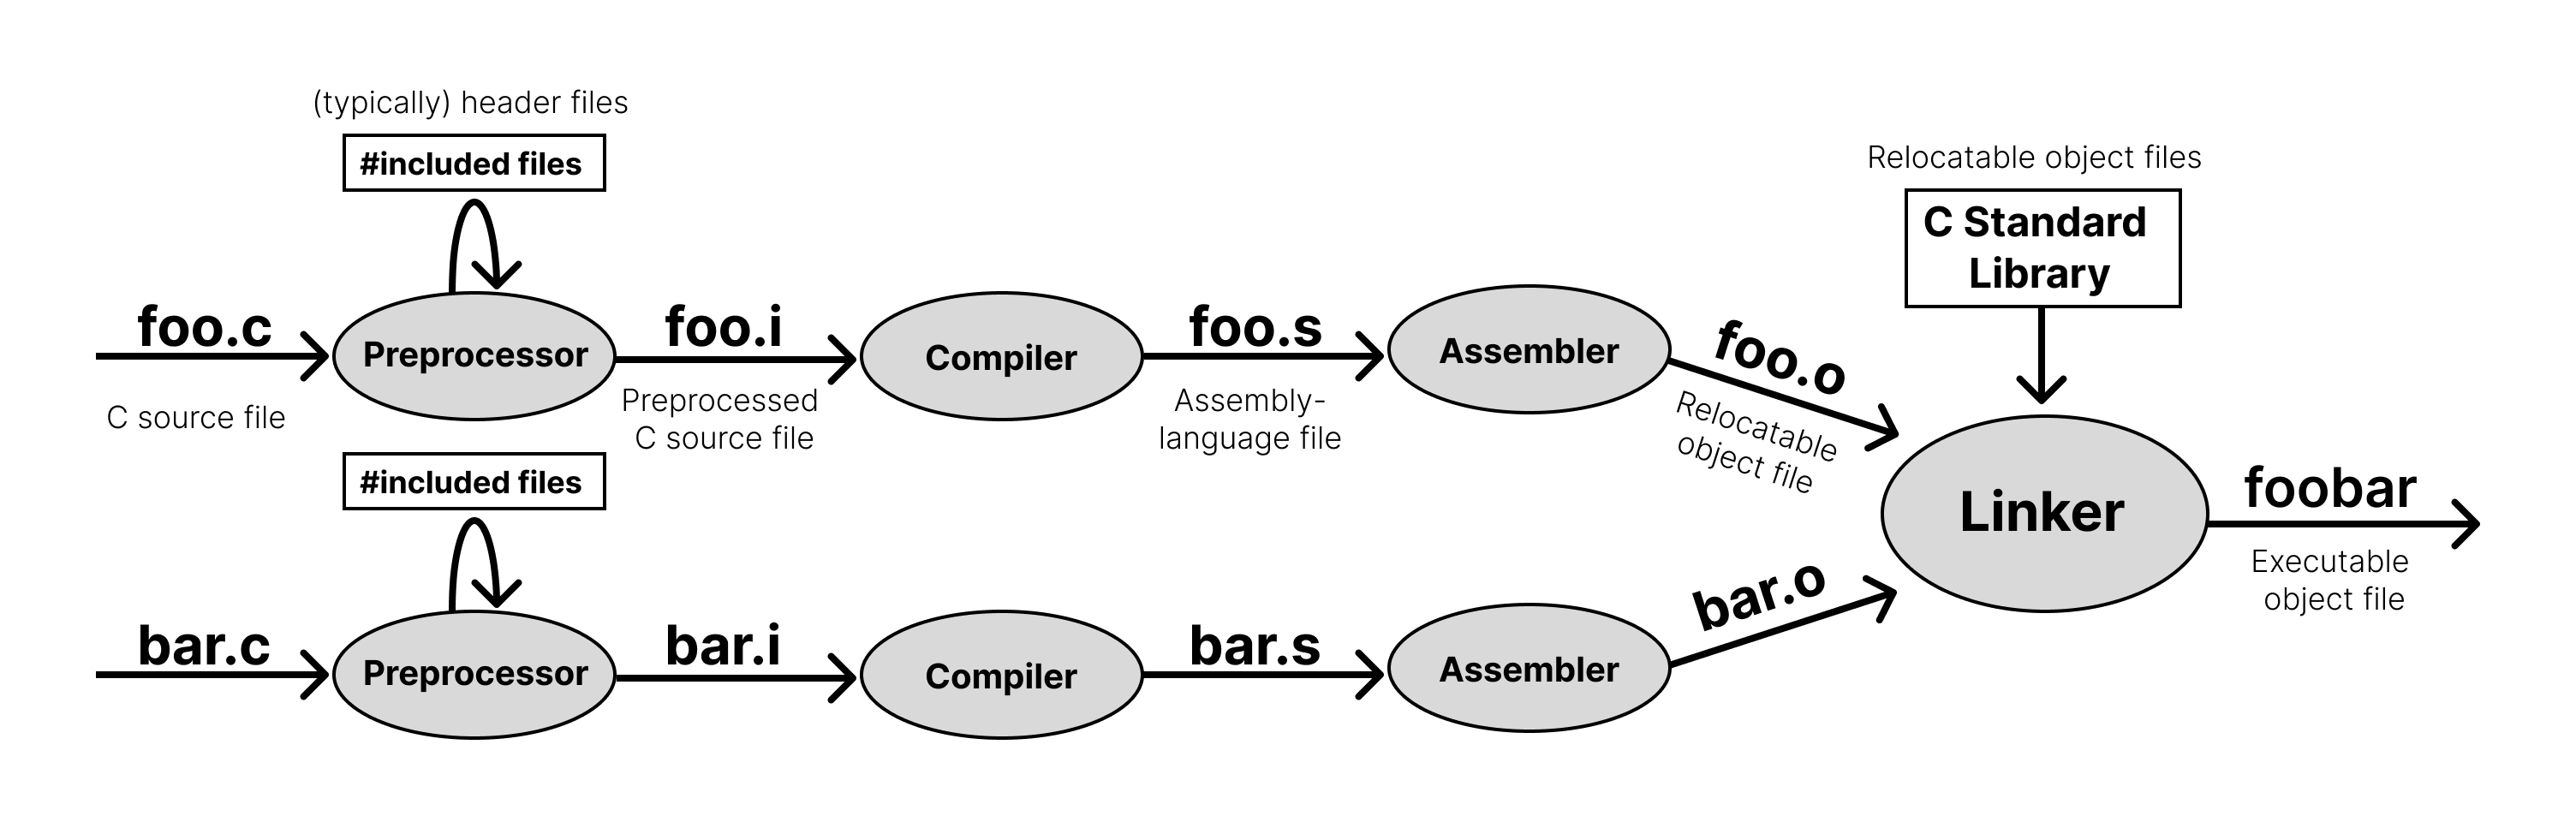 (typically) header files
#included files
Relocatable object files
C Standard
Library
foo.c
Preprocessor
foo.i
Compiler
foo.s
Assembler
foo.o
C source file
Preprocessed
C source file
Assembly-
language file
Relocatable
object file
#included files
Linker
foobar
Executable
object file
bar.c
Preprocessor
bar.i
Compiler
bar.s
Assembler
bar.o